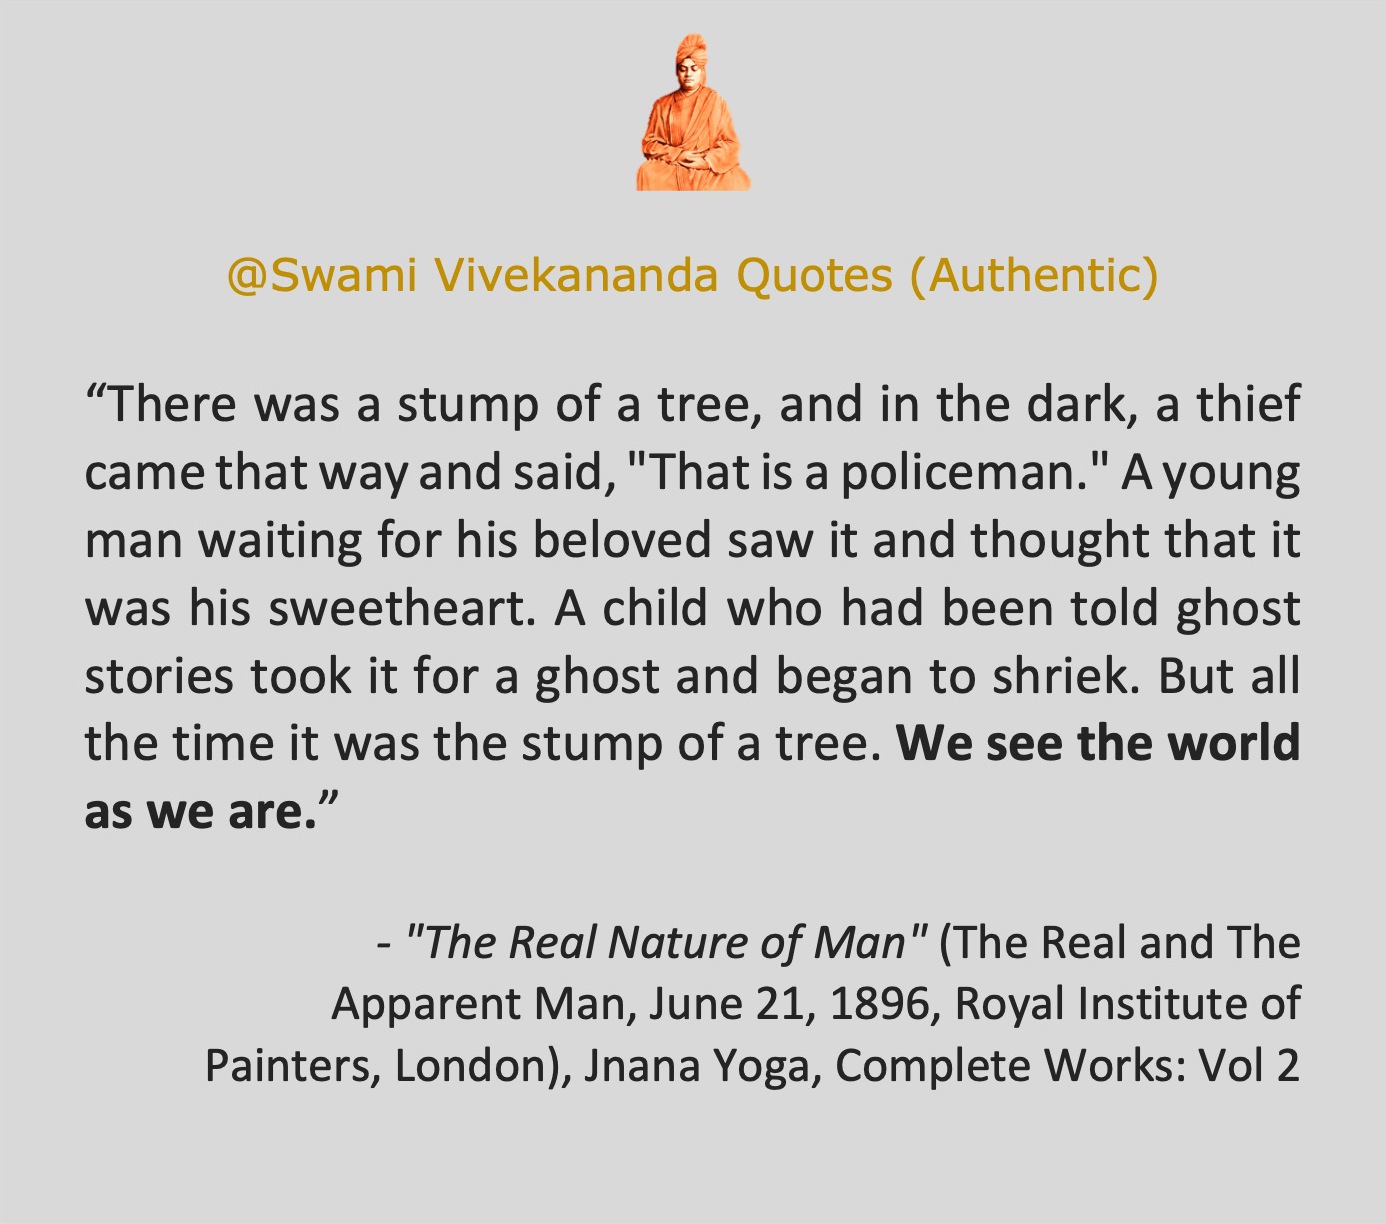 @Swami Vivekananda Quotes (Authentic)
“There was a stump of a tree, and in the dark, a thief
came that way and said, "That is a policeman." A young
man waiting for his beloved saw it and thought that it
was his sweetheart. A child who had been told ghost
stories took it for a ghost and began to shriek. But all
the time it was the stump of a tree. We see the world
as we are.”
- "The Real Nature of Man" (The Real and The
Apparent Man, June 21, 1896, Royal Institute of
Painters, London), Jnana Yoga, Complete Works: Vol 2